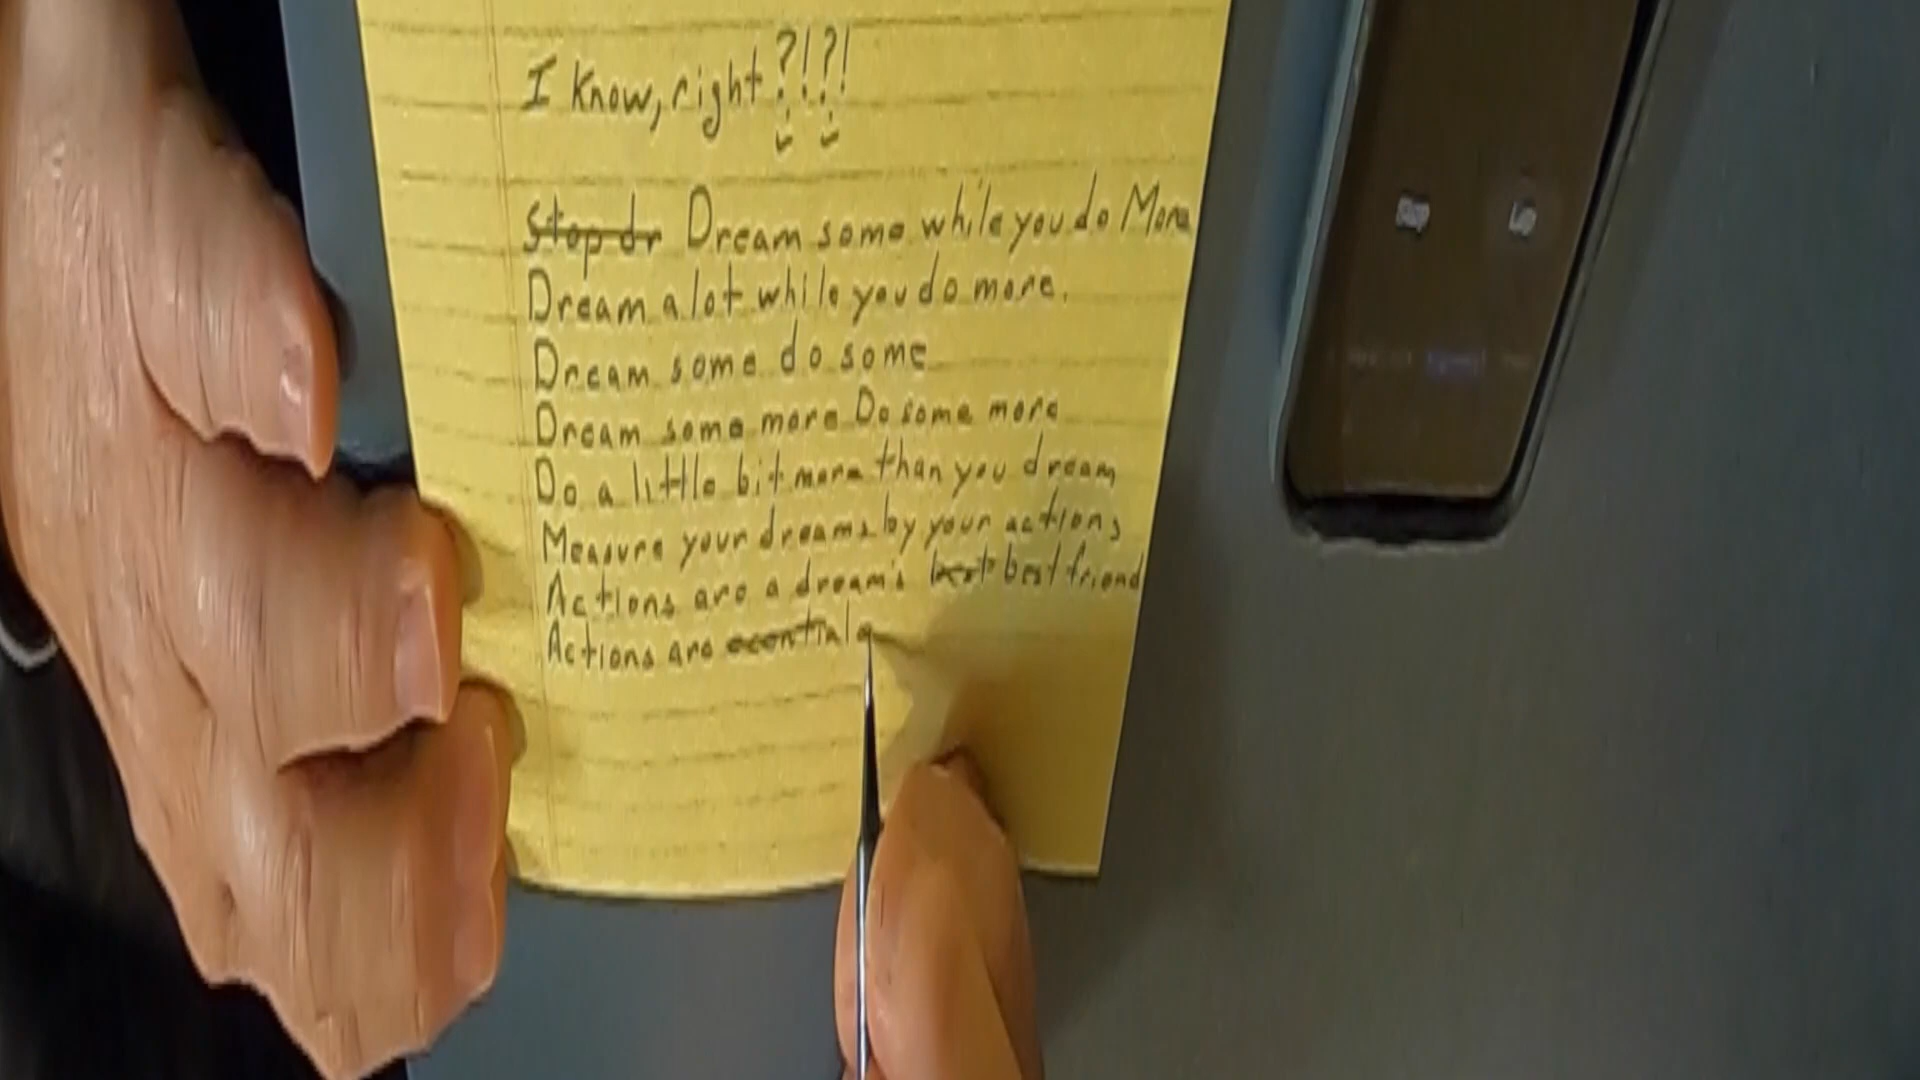 I know, right?!?!
Stop dr Dream some while you do More
Dream a lot while you do more.
Dream some do some
Dream some more Do some more
Do a little bit more than you dream
Measure your dreams by your actions
Actions are a dream's best friend
Actions are ecential